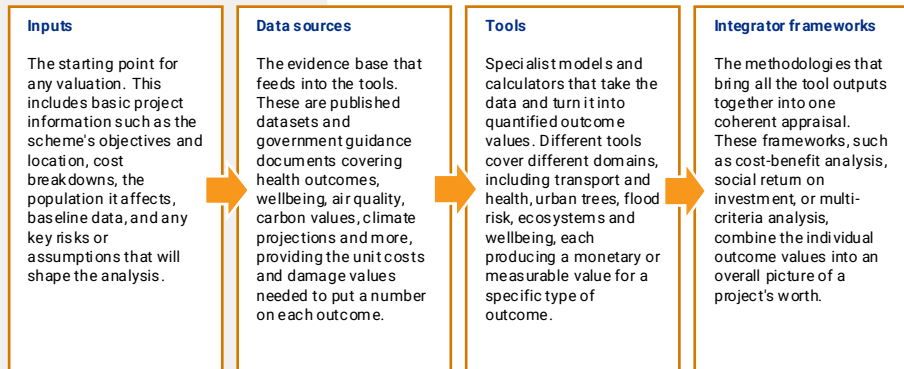 Inputs
The starting point for
any valuation. This
includes basic project
information such as the
scheme's objectives and
location, cost
breakdowns, the
population it affects,
baseline data, and any
key risks or
assumptions that will
shape the analysis.
Data sources
The evidence base that
feeds into the tools.
These are published
datasets and
government guidance
documents covering
health outcomes,
wellbeing, air quality,
carbon values, climate
projections and more,
providing the unit costs
and damage values
needed to put a number
on each outcome.
Tools
Specialist models and
calculators that take the
data and turn it into
quantified outcome
values. Different tools
cover different domains,
including transport and
health, urban trees, flood
risk, ecosystems and
wellbeing, each
producing a monetary or
measurable value for a
specific type of
outcome.
Integrator frameworks
The methodologies that
bring all the tool outputs
together into one
coherent appraisal.
These frameworks, such
as cost-benefit analysis,
social return on
investment, or multi-
criteria analysis,
combine the individual
outcome values into an
overall picture of a
project's worth.